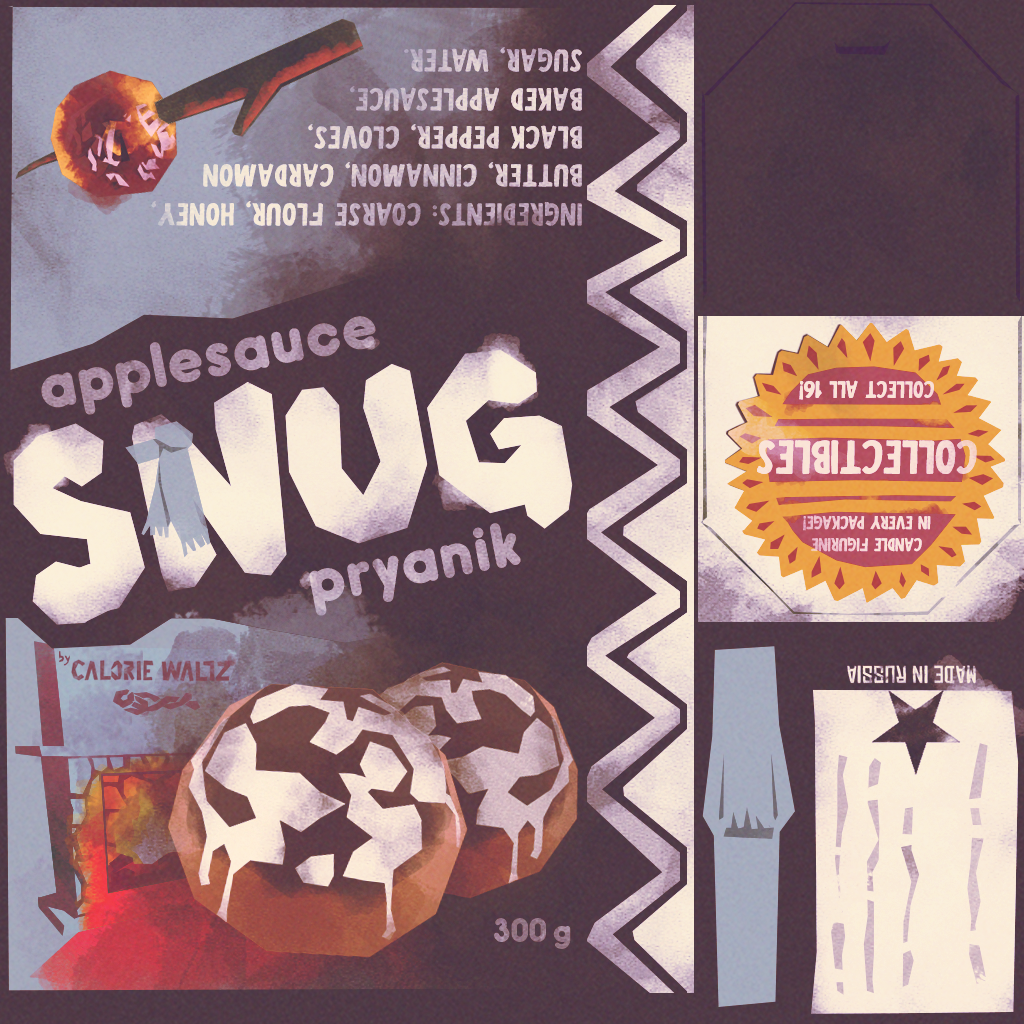 INGREDIENTS: COARSE FLOUR, HONEY,
BUTTER, CINNAMON, CARDAMON
BLACK PEPPER, CLOVES,
BAKED APPLESAUCE,
SUGAR, WATER.
applesauce
SNUG
pryanik
by CALORIE WALTZ
300 g
CANDLE FIGURINE
IN EVERY PACKAGE!
COLLECTIBLES
COLLECT ALL 16!
MADE IN RUSSIA